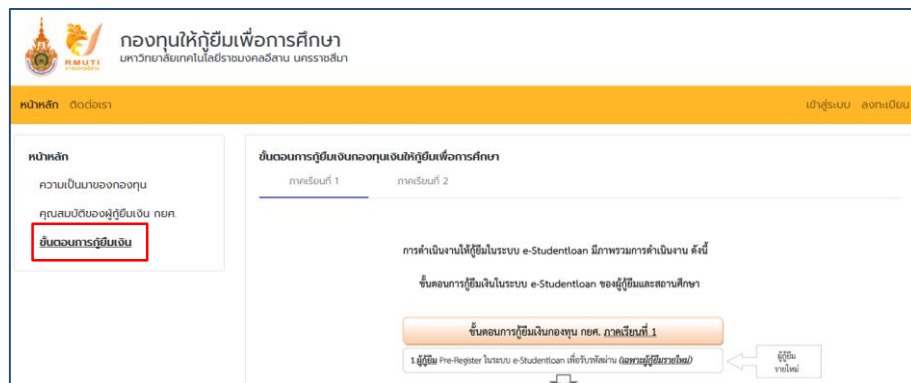 กองทุนให้กู้ยืมเพื่อการศึกษา
มหาวิทยาลัยเทคโนโลยีราชมงคลอีสาน นครราชสีมา
RMUTI
หน้าหลัก ติดต่อเรา
เข้าสู่ระบบ ลงทะเบียน
หน้าหลัก
ความเป็นมาของกองทุน
คุณสมบัติของผู้กู้ยืมเงิน กยศ.
ขั้นตอนการกู้ยืมเงิน
ขั้นตอนการกู้ยืมเงินกองทุนเงินให้กู้ยืมเพื่อการศึกษา
ภาคเรียนที่ 1 ภาคเรียนที่ 2
การดำเนินงานให้กู้ยืมในระบบ e-Studentloan มีภาพรวมการดำเนินงาน ดังนี้
ขั้นตอนการกู้ยืมเงินในระบบ e-Studentloan ของผู้กู้ยืมและสถานศึกษา
ขั้นตอนการกู้ยืมเงินกองทุน กยศ. ภาคเรียนที่ 1
1.ผู้กู้ยืม Pre-Register ในระบบ e-Studentloan เพื่อรับรหัสผ่าน (เฉพาะผู้กู้ยืมรายใหม่)
ผู้กู้ยืม
รายใหม่